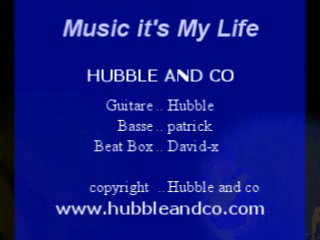 Music it's My Life
HUBBLE AND CO
Guitare .. Hubble
Basse .. patrick
Beat Box .. David-x
copyright .. Hubble and co
www.hubbleandco.com